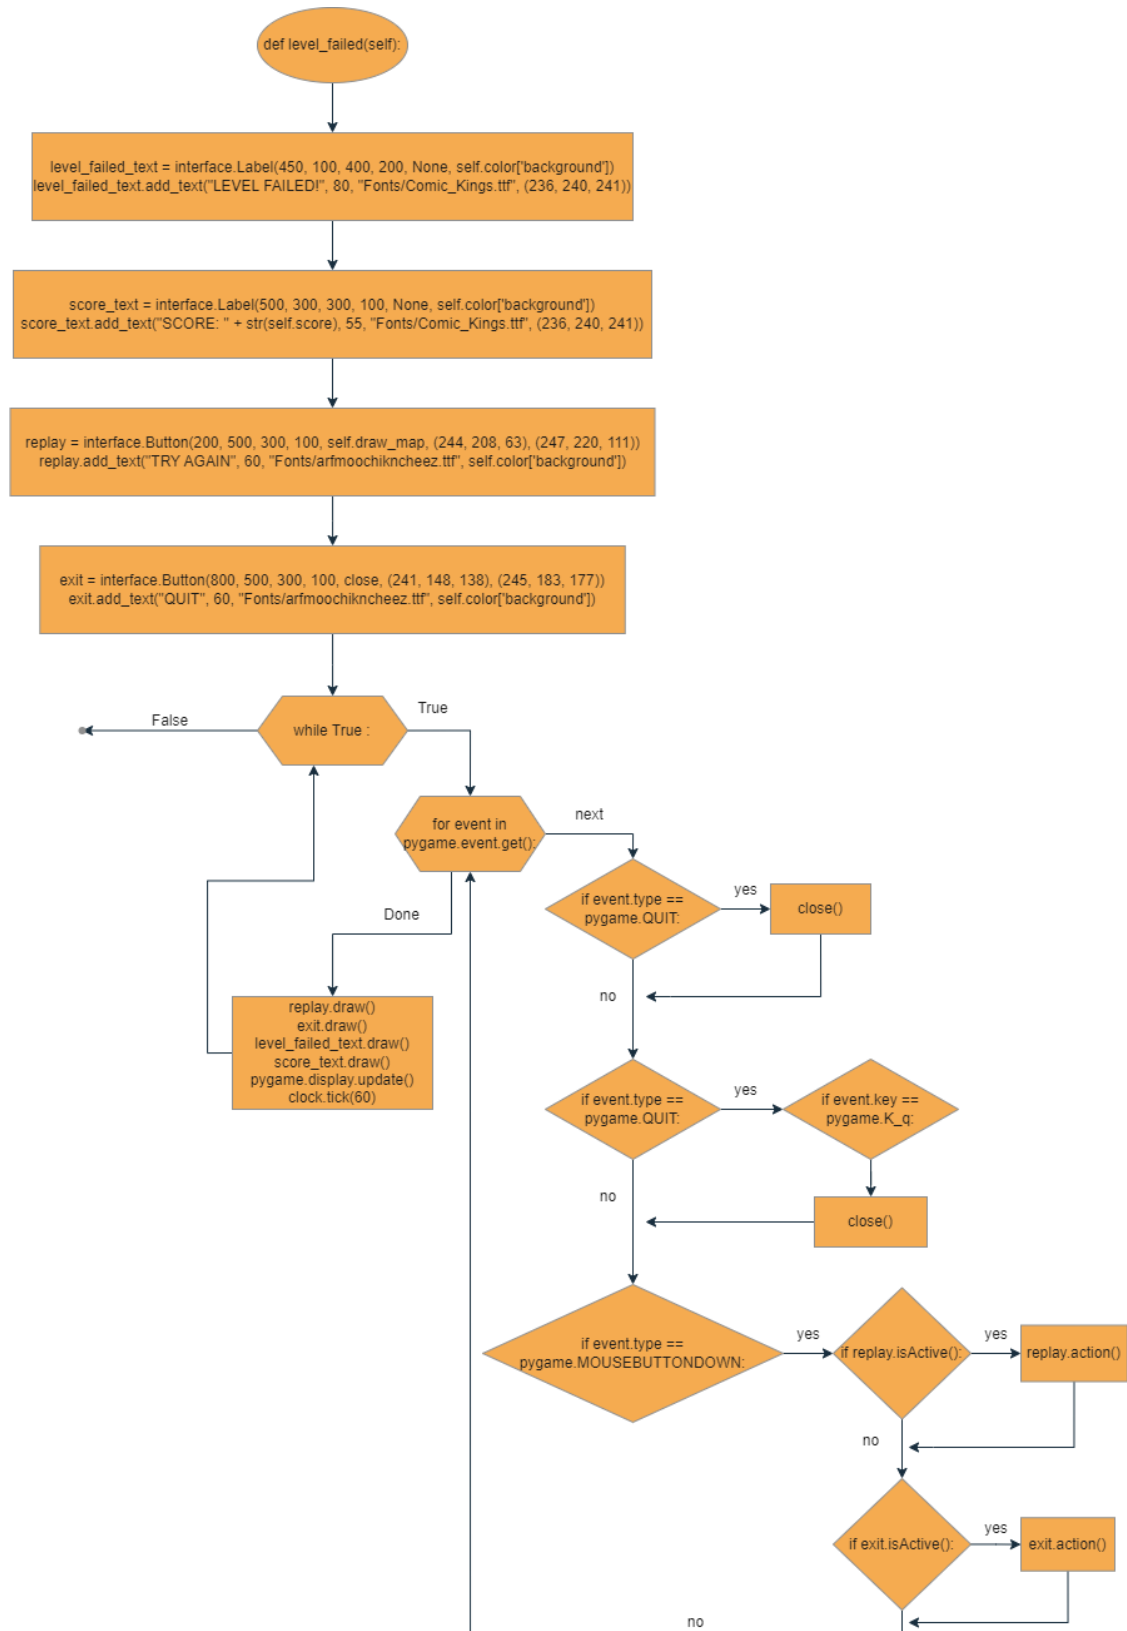 def level_failed(self):
level_failed_text = interface.Label(450, 100, 400, 200, None, self.color['background'])
level_failed_text.add_text("LEVEL FAILED!", 80, "Fonts/Comic_Kings.ttf", (236, 240, 241))
score_text = interface.Label(500, 300, 300, 100, None, self.color['background'])
score_text.add_text("SCORE: " + str(self.score), 55, "Fonts/Comic_Kings.ttf", (236, 240, 241))
replay = interface.Button(200, 500, 300, 100, self.draw_map, (244, 208, 63), (247, 220, 111))
replay.add_text("TRY AGAIN", 60, "Fonts/arfmoochikncheez.ttf", self.color['background'])
exit = interface.Button(800, 500, 300, 100, close, (241, 148, 138), (245, 183, 177))
exit.add_text("QUIT", 60, "Fonts/arfmoochikncheez.ttf", self.color['background'])
False
while True :
True
for event in
pygame.event.get():
next
Done
replay.draw()
exit.draw()
level_failed_text.draw()
score_text.draw()
pygame.display.update()
clock.tick(60)
if event.type ==
pygame.QUIT:
yes
close()
no
if event.type ==
pygame.QUIT:
yes
if event.key ==
pygame.K_q:
close()
no
if event.type ==
pygame.MOUSEBUTTONDOWN:
yes
if replay.isActive():
yes
replay.action()
no
if exit.isActive():
yes
exit.action()
no